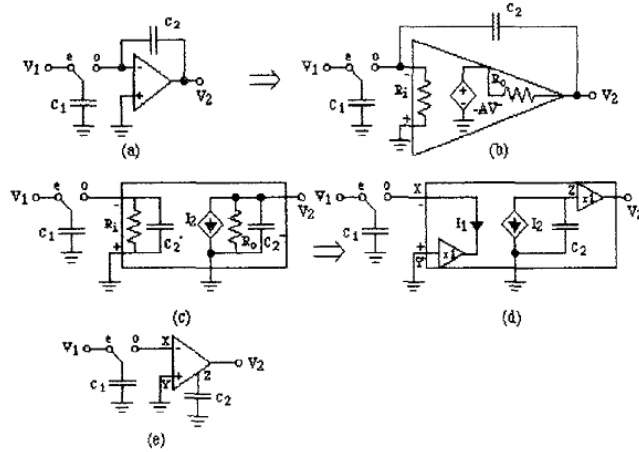 C₂
V₁ e o - + C₁ V₂
(a)
C₂
V₁ e o - + C₁ Rᵢ + - -AV⁻ Rₒ V₂
(b)
V₁ e o - + C₁ Rᵢ C₂' I₂ Rₒ C₂ V₂
(c)
V₁ e o X - + Y C₁ x1 I₁ I₂ C₂ Z x1 V₂
(d)
V₁ e o X - + Y Z C₁ C₂ V₂
(e)